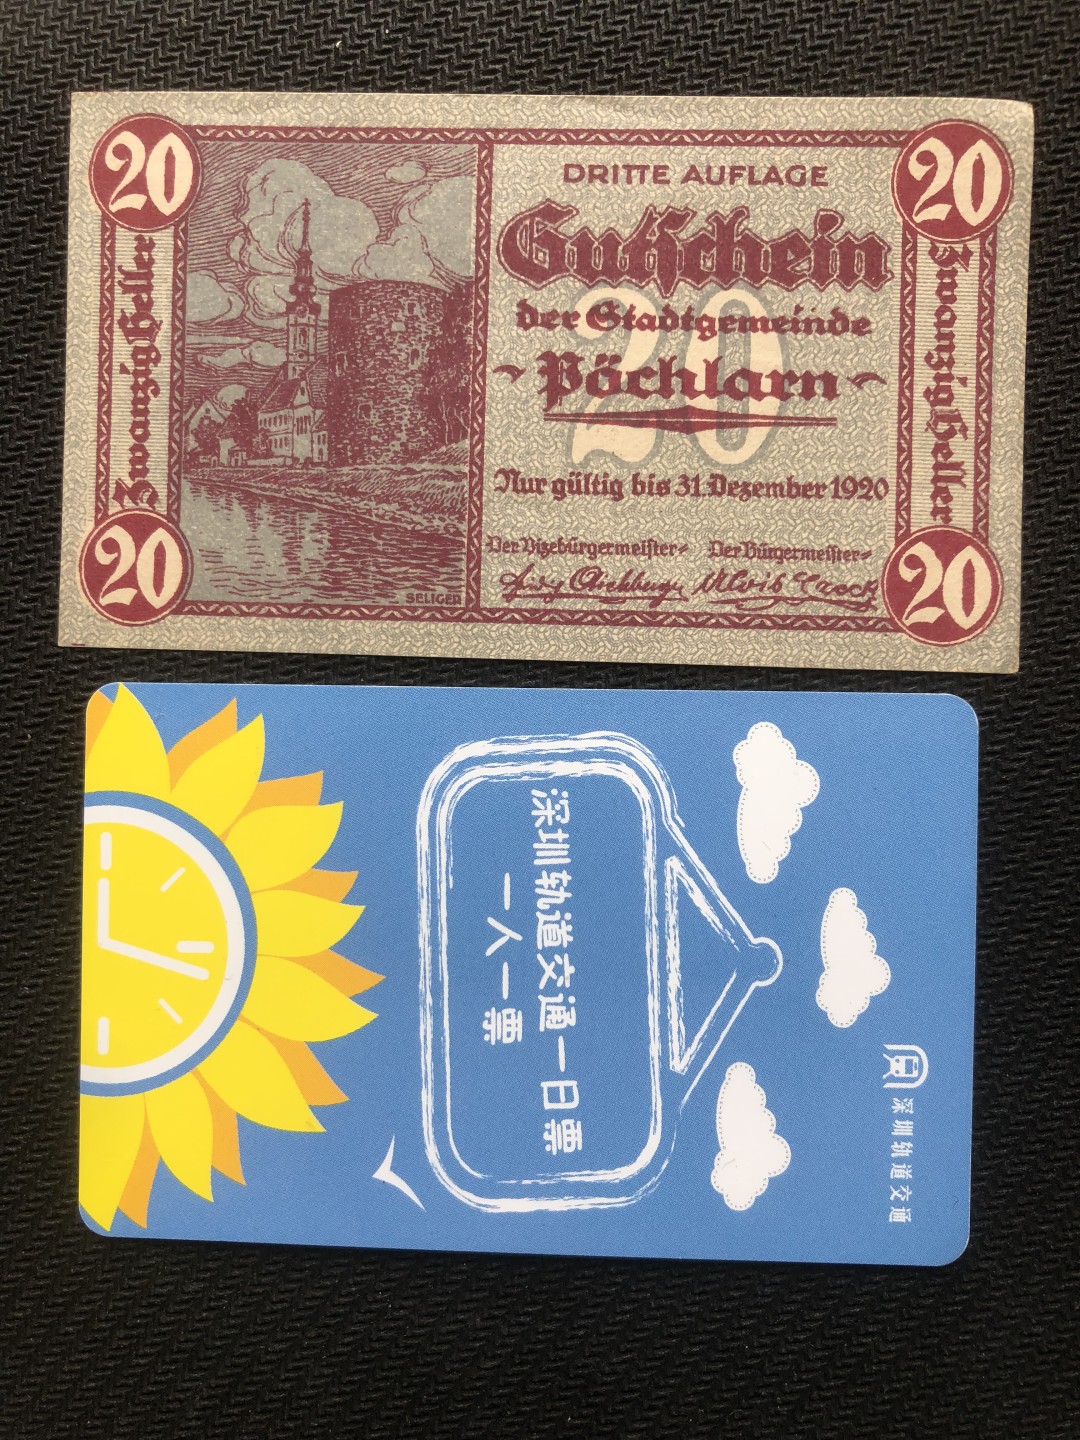 20
20
Zwanzig Heller
DRITTE AUFLAGE
Gutschein
20
der Stadtgemeinde
Pöchlarn
Nur gültig bis 31. Dezember 1920
Der Vizebürgermeister Der Bürgermeister
SELIGER
Zwanzig Heller
20
20
深圳轨道交通
深圳轨道交通一日票
一人一票